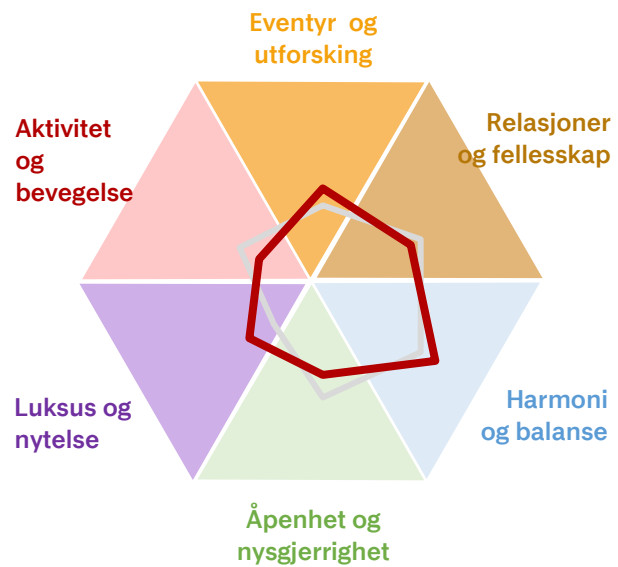 Eventyr og
utforsking
Relasjoner
og fellesskap
Harmoni
og balanse
Åpenhet og
nysgjerrighet
Luksus og
nytelse
Aktivitet
og
bevegelse